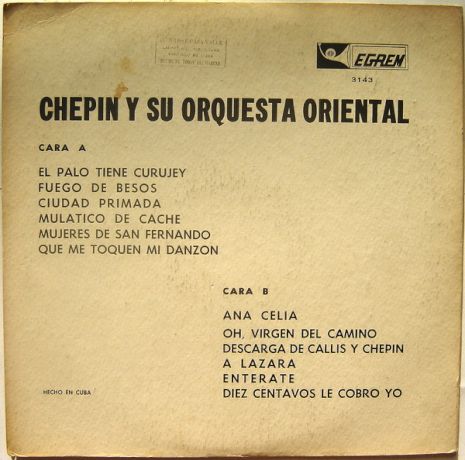 EGREM
3143
CHEPIN Y SU ORQUESTA ORIENTAL
CARA A
EL PALO TIENE CURUJEY
FUEGO DE BESOS
CIUDAD PRIMADA
MULATICO DE CACHE
MUJERES DE SAN FERNANDO
QUE ME TOQUEN MI DANZON
CARA B
ANA CELIA
OH, VIRGEN DEL CAMINO
DESCARGA DE CALLIS Y CHEPIN
A LAZARA
ENTERATE
DIEZ CENTAVOS LE COBRO YO
HECHO EN CUBA